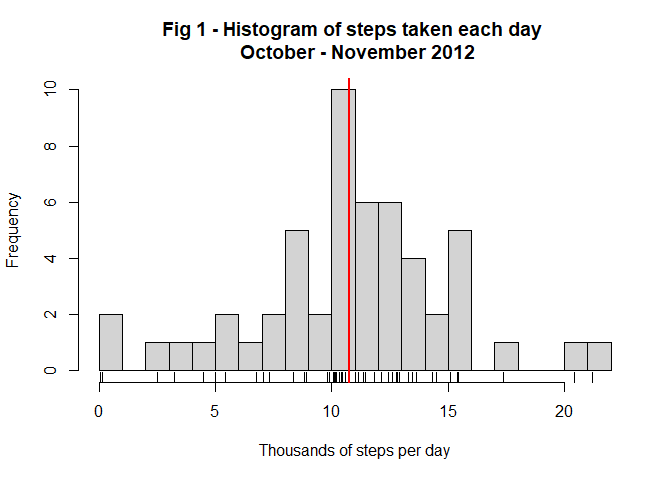 Fig 1 - Histogram of steps taken each day
October - November 2012
Frequency
10
8
6
4
2
0
0 5 10 15 20
Thousands of steps per day